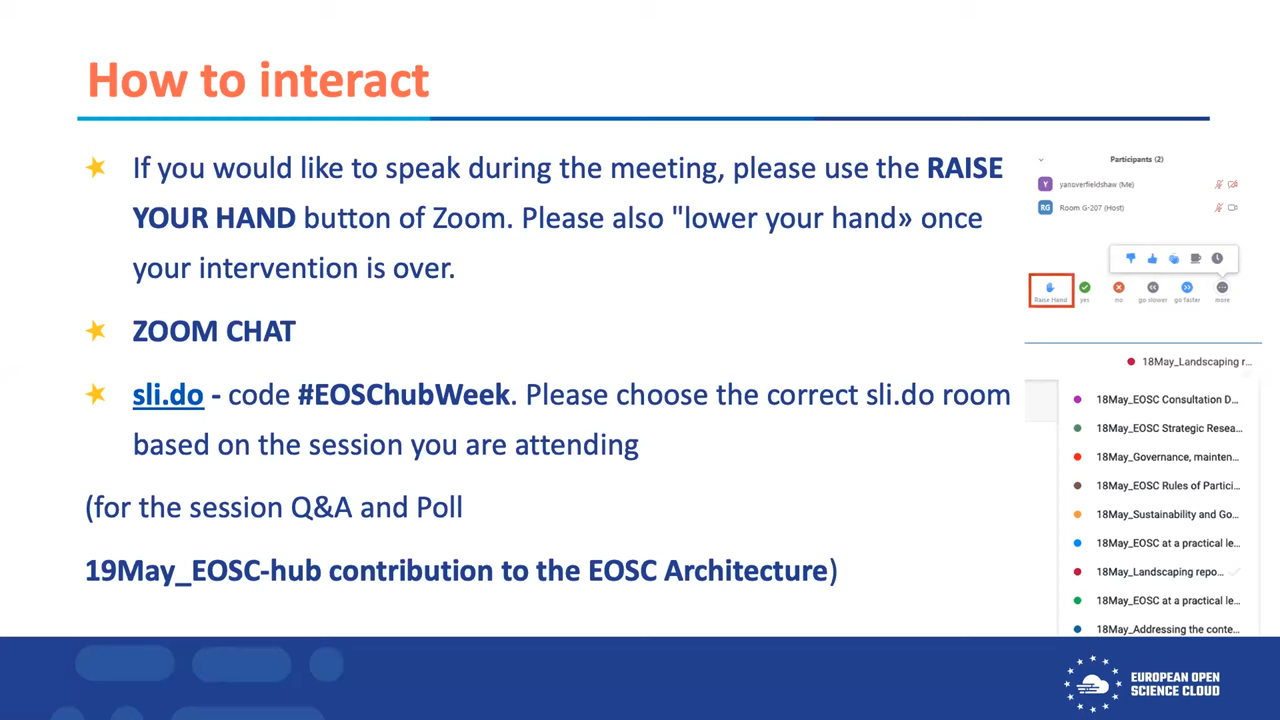 How to interact
If you would like to speak during the meeting, please use the RAISE
YOUR HAND button of Zoom. Please also "lower your hand» once
your intervention is over.
ZOOM CHAT
sli.do - code #EOSChubWeek. Please choose the correct sli.do room
based on the session you are attending
(for the session Q&A and Poll
19May_EOSC-hub contribution to the EOSC Architecture)
Participants (2)
Y yanoverfieldshaw (Me)
RG Room G-207 (Host)
Raise Hand yes no go slower go faster more
18May_Landscaping r...
18May_EOSC Consultation D...
18May_EOSC Strategic Resea...
18May_Governance, mainten...
18May_EOSC Rules of Partici...
18May_Sustainability and Go...
18May_EOSC at a practical le...
18May_Landscaping repo...
18May_EOSC at a practical le...
18May_Addressing the conte...
EUROPEAN OPEN
SCIENCE CLOUD